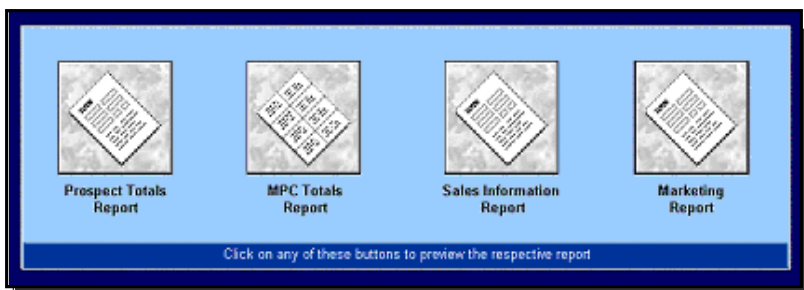 Prospect Totals
Report
MPC Totals
Report
Sales Information
Report
Marketing
Report
Click on any of these buttons to preview the respective report